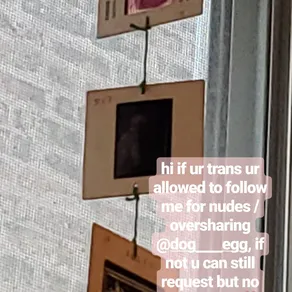 hi if ur trans ur
allowed to follow
me for nudes /
oversharing
@dog____egg, if
not u can still
request but no